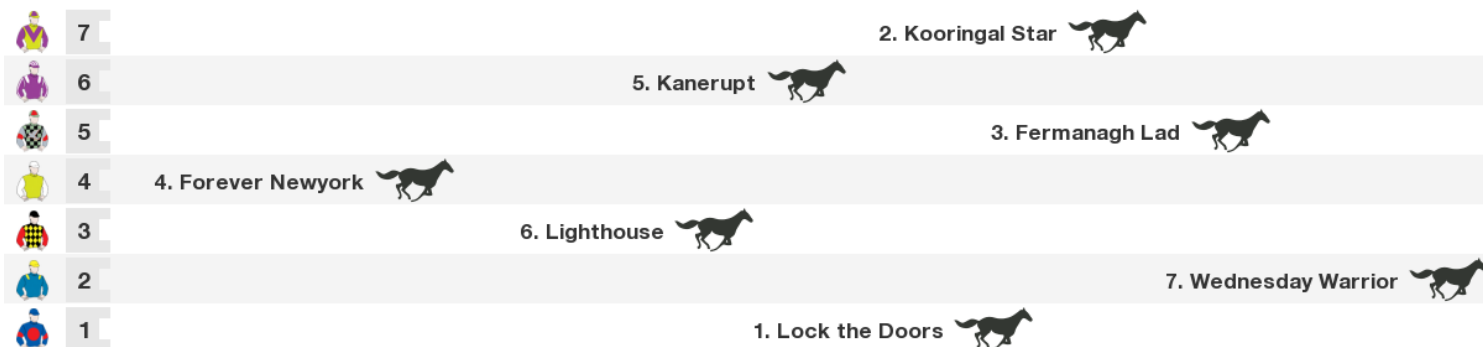 7 2. Kooringal Star
6 5. Kanerupt
5 3. Fermanagh Lad
4 4. Forever Newyork
3 6. Lighthouse
2 7. Wednesday Warrior
1 1. Lock the Doors